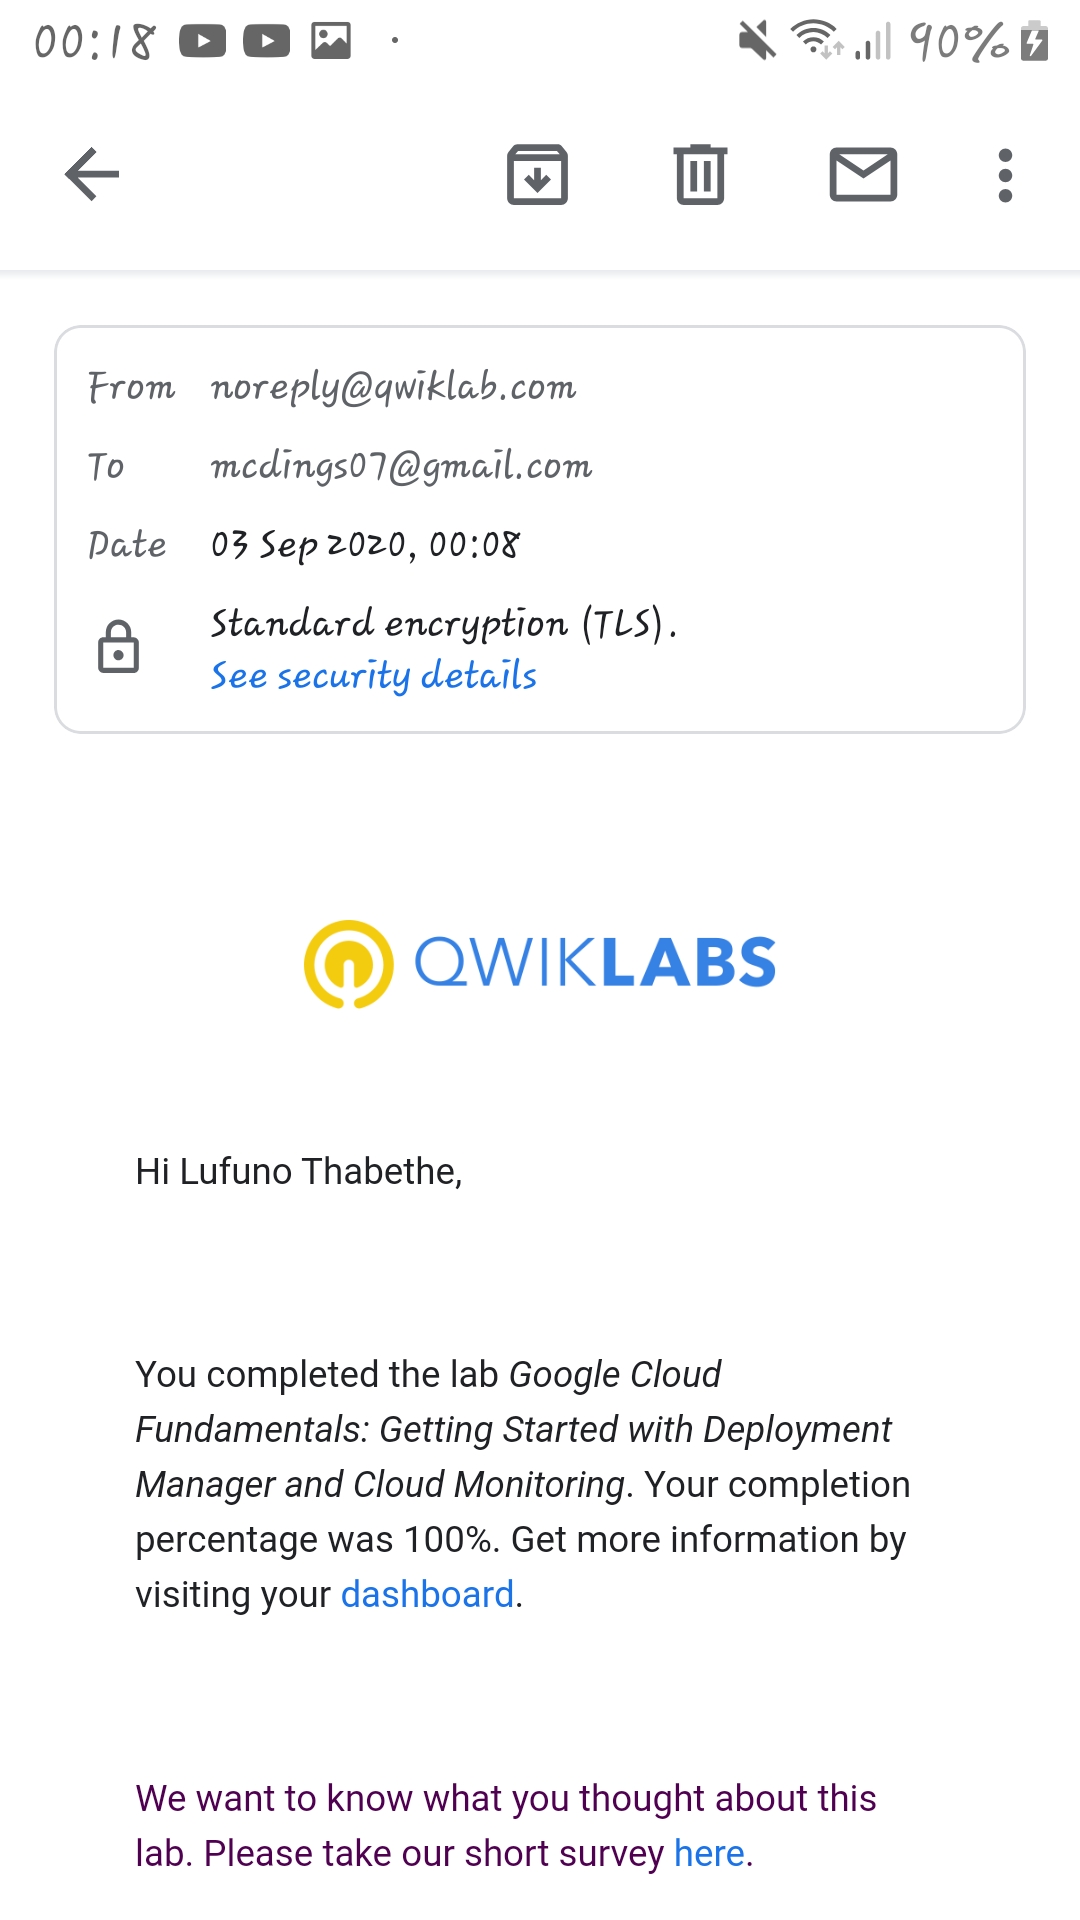 00:18 90%
From noreply@qwiklab.com
To mcdings07@gmail.com
Date 03 Sep 2020, 00:08
Standard encryption (TLS).
See security details
QWIKLABS
Hi Lufuno Thabethe,
You completed the lab Google Cloud
Fundamentals: Getting Started with Deployment
Manager and Cloud Monitoring. Your completion
percentage was 100%. Get more information by
visiting your dashboard.
We want to know what you thought about this
lab. Please take our short survey here.